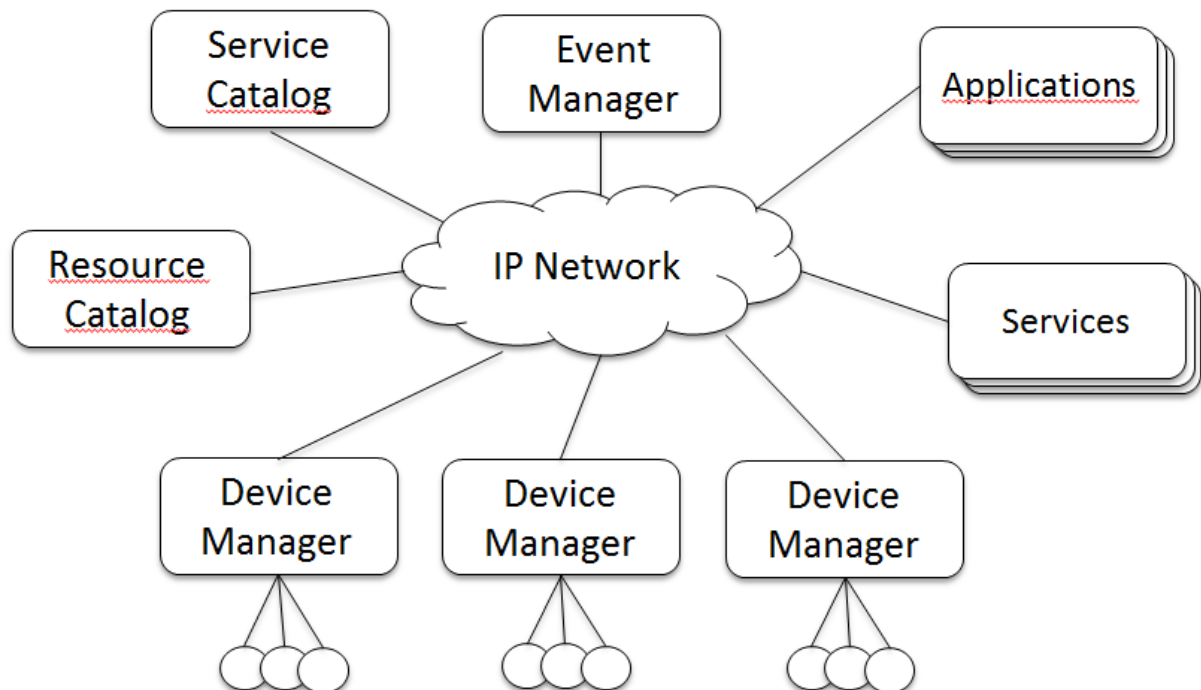 Service
Catalog
Event
Manager
Applications
Resource
Catalog
IP Network
Services
Device
Manager
Device
Manager
Device
Manager